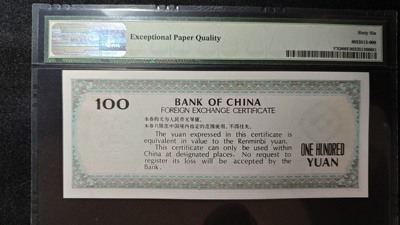 Exceptional Paper Quality
Sixty Six
100
BANK OF CHINA
FOREIGN EXCHANGE CERTIFICATE
本券的元与人民币元等值。
本券只限在中国境内指定的范围使用，不得挂失。
The yuan expressed in this certificate is
equivalent in value to the Renminbi yuan.
This certificate can only be used within
China at designated places. No request to
register its loss will be accepted by the
Bank.
ONE HUNDRED
YUAN